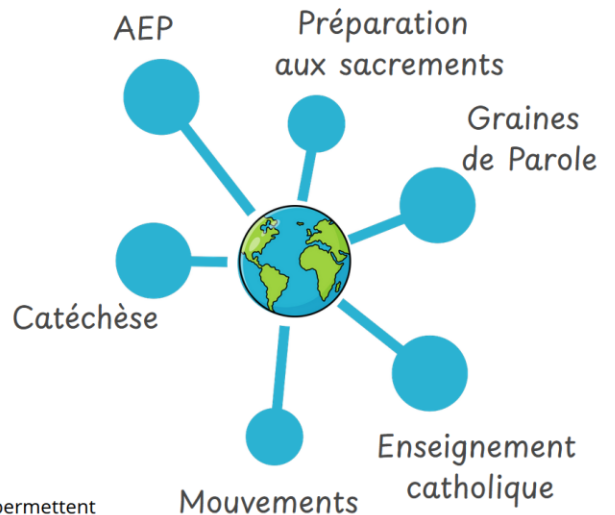 AEP
Préparation
aux sacrements
Graines
de Parole
Catéchèse
Enseignement
catholique
Mouvements
permettent